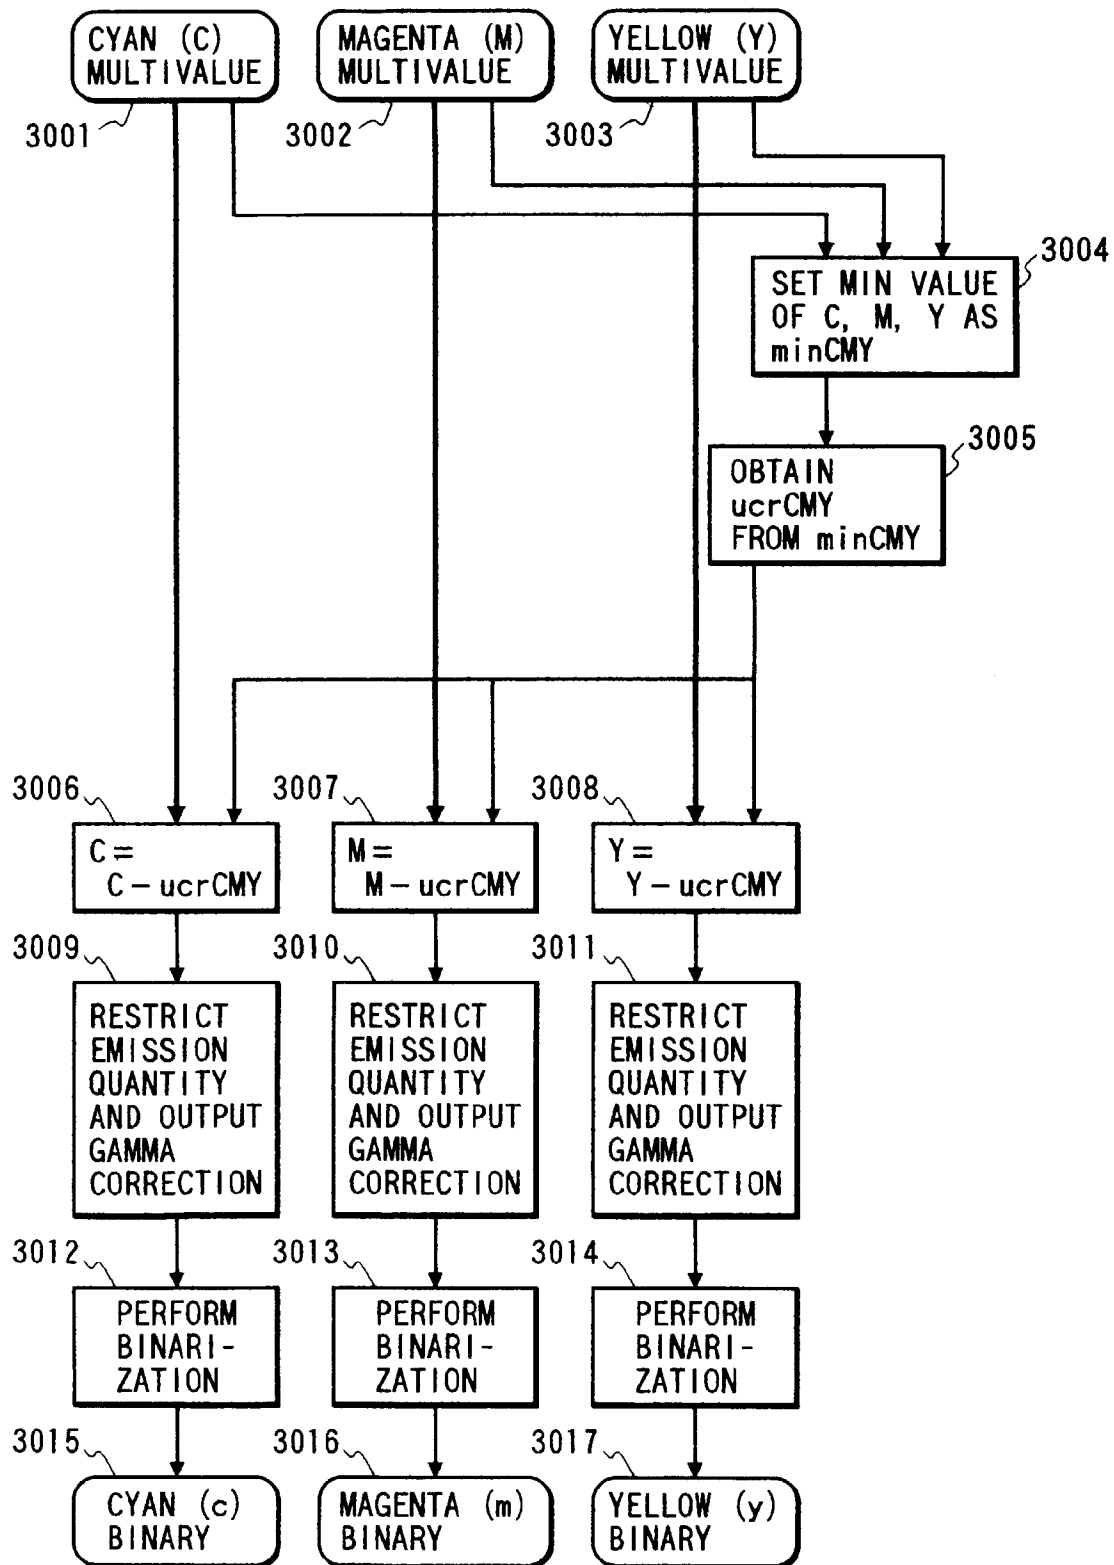 CYAN (C)
MULTIVALUE
MAGENTA (M)
MULTIVALUE
YELLOW (Y)
MULTIVALUE
3001
3002
3003
3004
SET MIN VALUE
OF C, M, Y AS
minCMY
3005
OBTAIN
ucrCMY
FROM minCMY
3006
C=
C-ucrCMY
3007
M=
M-ucrCMY
3008
Y=
Y-ucrCMY
3009
RESTRICT
EMISSION
QUANTITY
AND OUTPUT
GAMMA
CORRECTION
3010
RESTRICT
EMISSION
QUANTITY
AND OUTPUT
GAMMA
CORRECTION
3011
RESTRICT
EMISSION
QUANTITY
AND OUTPUT
GAMMA
CORRECTION
3012
PERFORM
BINARI-
ZATION
3013
PERFORM
BINARI-
ZATION
3014
PERFORM
BINARI-
ZATION
3015
CYAN (c)
BINARY
3016
MAGENTA (m)
BINARY
3017
YELLOW (y)
BINARY